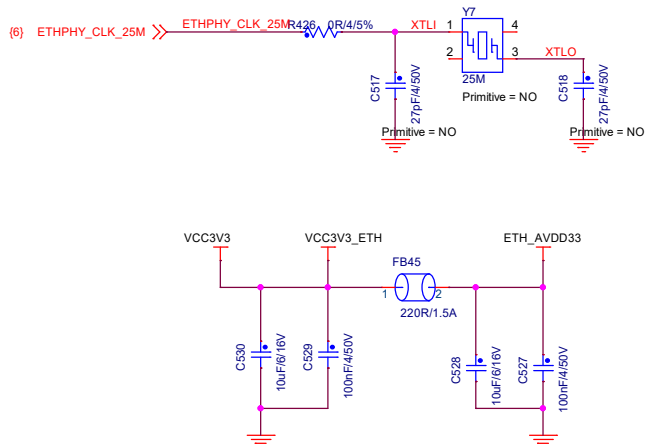 {6} ETHPHY_CLK_25M
ETHPHY_CLK_25M
R426 0R/4/5%
XTLI
1
Y7
4
2
3
XTLO
25M
Primitive = NO
C517
27pF/4/50V
Primitive = NO
C518
27pF/4/50V
Primitive = NO
VCC3V3
VCC3V3_ETH
ETH_AVDD33
FB45
1
2
220R/1.5A
C530
10uF/6/16V
C529
100nF/4/50V
C528
10uF/6/16V
C527
100nF/4/50V